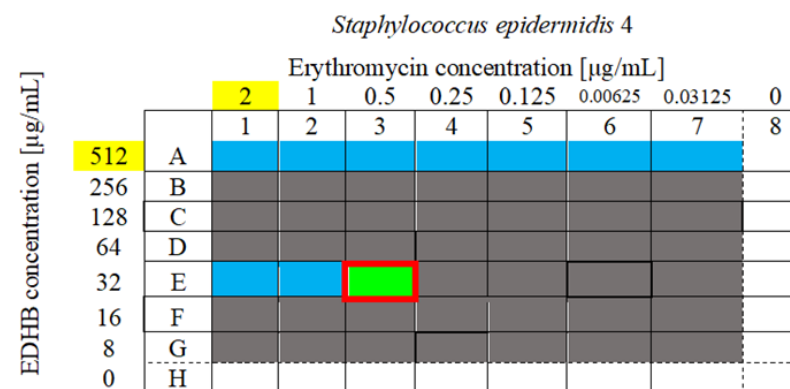 Staphylococcus epidermidis 4
Erythromycin concentration [µg/mL]
2 1 0.5 0.25 0.125 0.00625 0.03125 0
1 2 3 4 5 6 7 8
EDHB concentration [µg/mL]
512 A
256 B
128 C
64 D
32 E
16 F
8 G
0 H